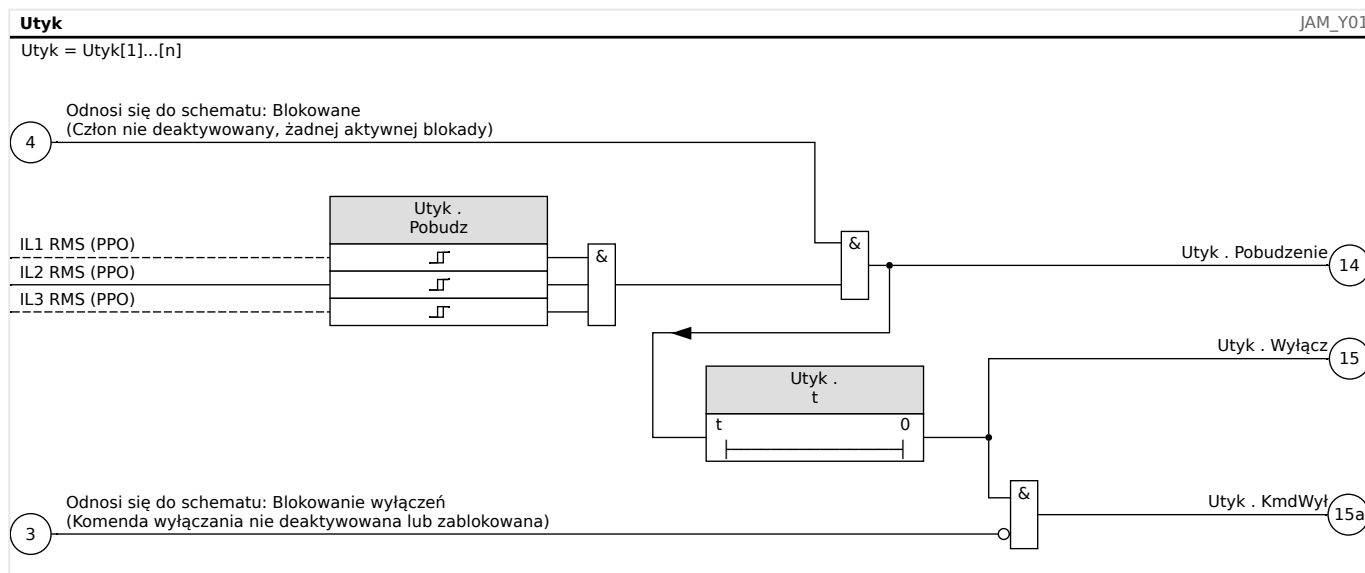 Utyk
JAM_Y01
Utyk = Utyk[1]...[n]
Odnosi się do schematu: Blokowane
(Człon nie deaktywowany, żadnej aktywnej blokady)
4
Utyk .
Pobudz
IL1 RMS (PPO)
IL2 RMS (PPO)
IL3 RMS (PPO)
&
&
Utyk . Pobudzenie
14
Utyk . Wyłącz
15
Utyk .
t
t 0
Odnosi się do schematu: Blokowanie wyłączeń
(Komenda wyłączania nie deaktywowana lub zablokowana)
3
&
Utyk . KmdWył
15a